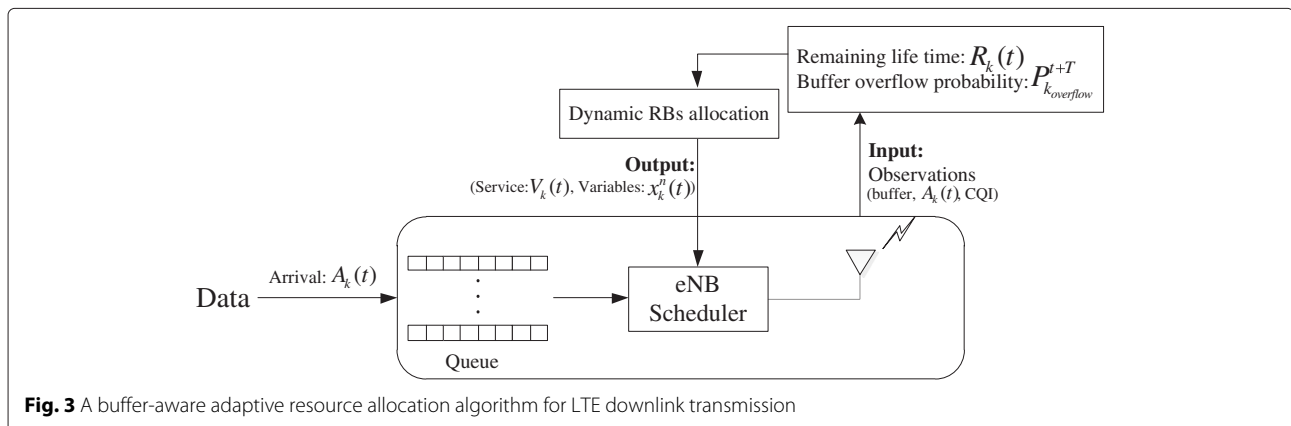 Remaining life time: R_k(t)
Buffer overflow probability: P^{t+T}_{k_{overflow}}
Dynamic RBs allocation
Output:
(Service: V_k(t), Variables: x_k^n(t))
Input:
Observations
(buffer, A_k(t), CQI)
Data
Arrival: A_k(t)
eNB
Scheduler
Queue
Fig. 3 A buffer-aware adaptive resource allocation algorithm for LTE downlink transmission